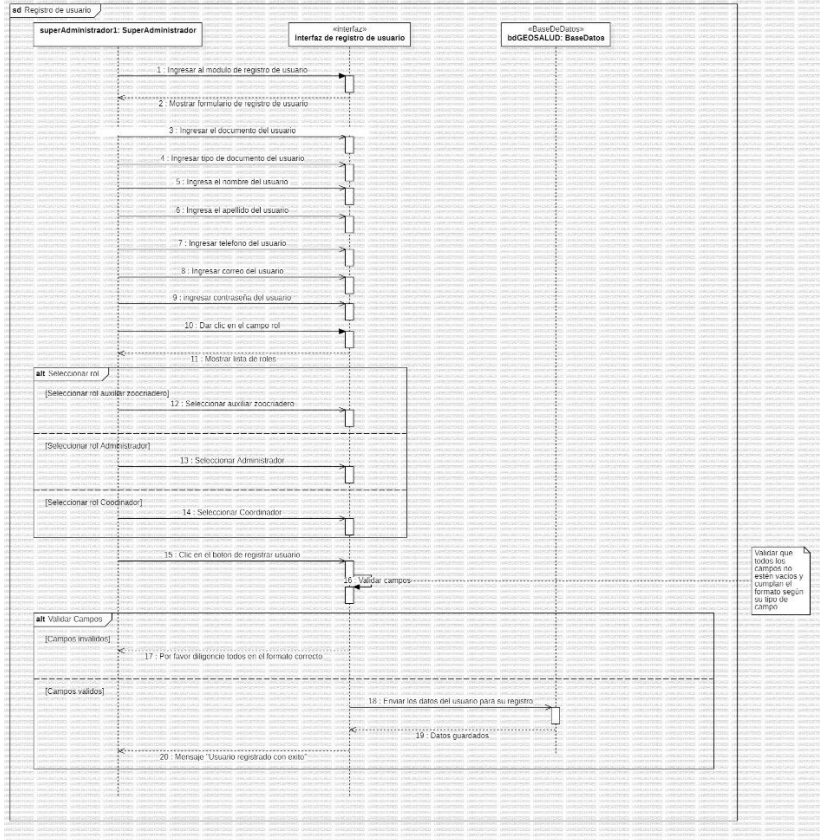 sd Registro de usuario
superAdministrador1: SuperAdministrador
«interfaz»
Interfaz de registro de usuario
«BaseDeDatos»
bdGEOSALUD: BaseDatos
1 : Ingresar al modulo de registro de usuario
2 : Mostrar formulario de registro de usuario
3 : Ingresar el documento del usuario
4 : Ingresar tipo de documento del usuario
5 : Ingresa el nombre del usuario
6 : Ingresa el apellido del usuario
7 : Ingresar telefono del usuario
8 : Ingresar correo del usuario
9 : ingresar contraseña del usuario
10 : Dar clic en el campo rol
11 : Mostrar lista de roles
alt Seleccionar rol
[Seleccionar rol auxiliar zoocriadero]
12 : Seleccionar auxiliar zoocriadero
[Seleccionar rol Administrador]
13 : Seleccionar Administrador
[Seleccionar rol Coodinador]
14 : Seleccionar Coordinador
15 : Clic en el boton de registrar usuario
16 : Validar campos
Validar que
todos los
campos no
estén vacios y
cumplan el
formato según
su tipo de
campo
alt Validar Campos
[Campos invalidos]
17 : Por favor diligencie todos en el formato correcto
[Campos validos]
18 : Enviar los datos del usuario para su registro
19 : Datos guardados
20 : Mensaje "Usuario registrado con exito"